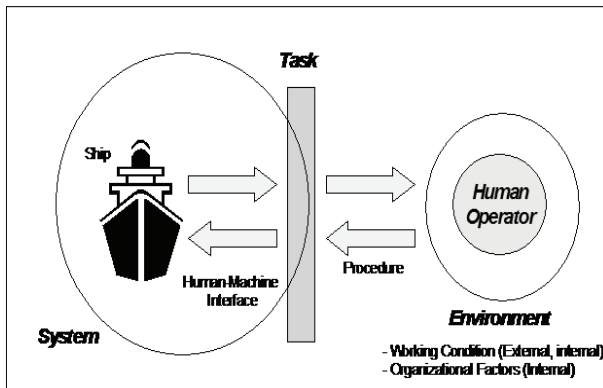 Task
Ship
Human
Operator
Human-Machine
Interface
Procedure
System
Environment
- Working Condition (External, internal)
- Organizational Factors (Internal)